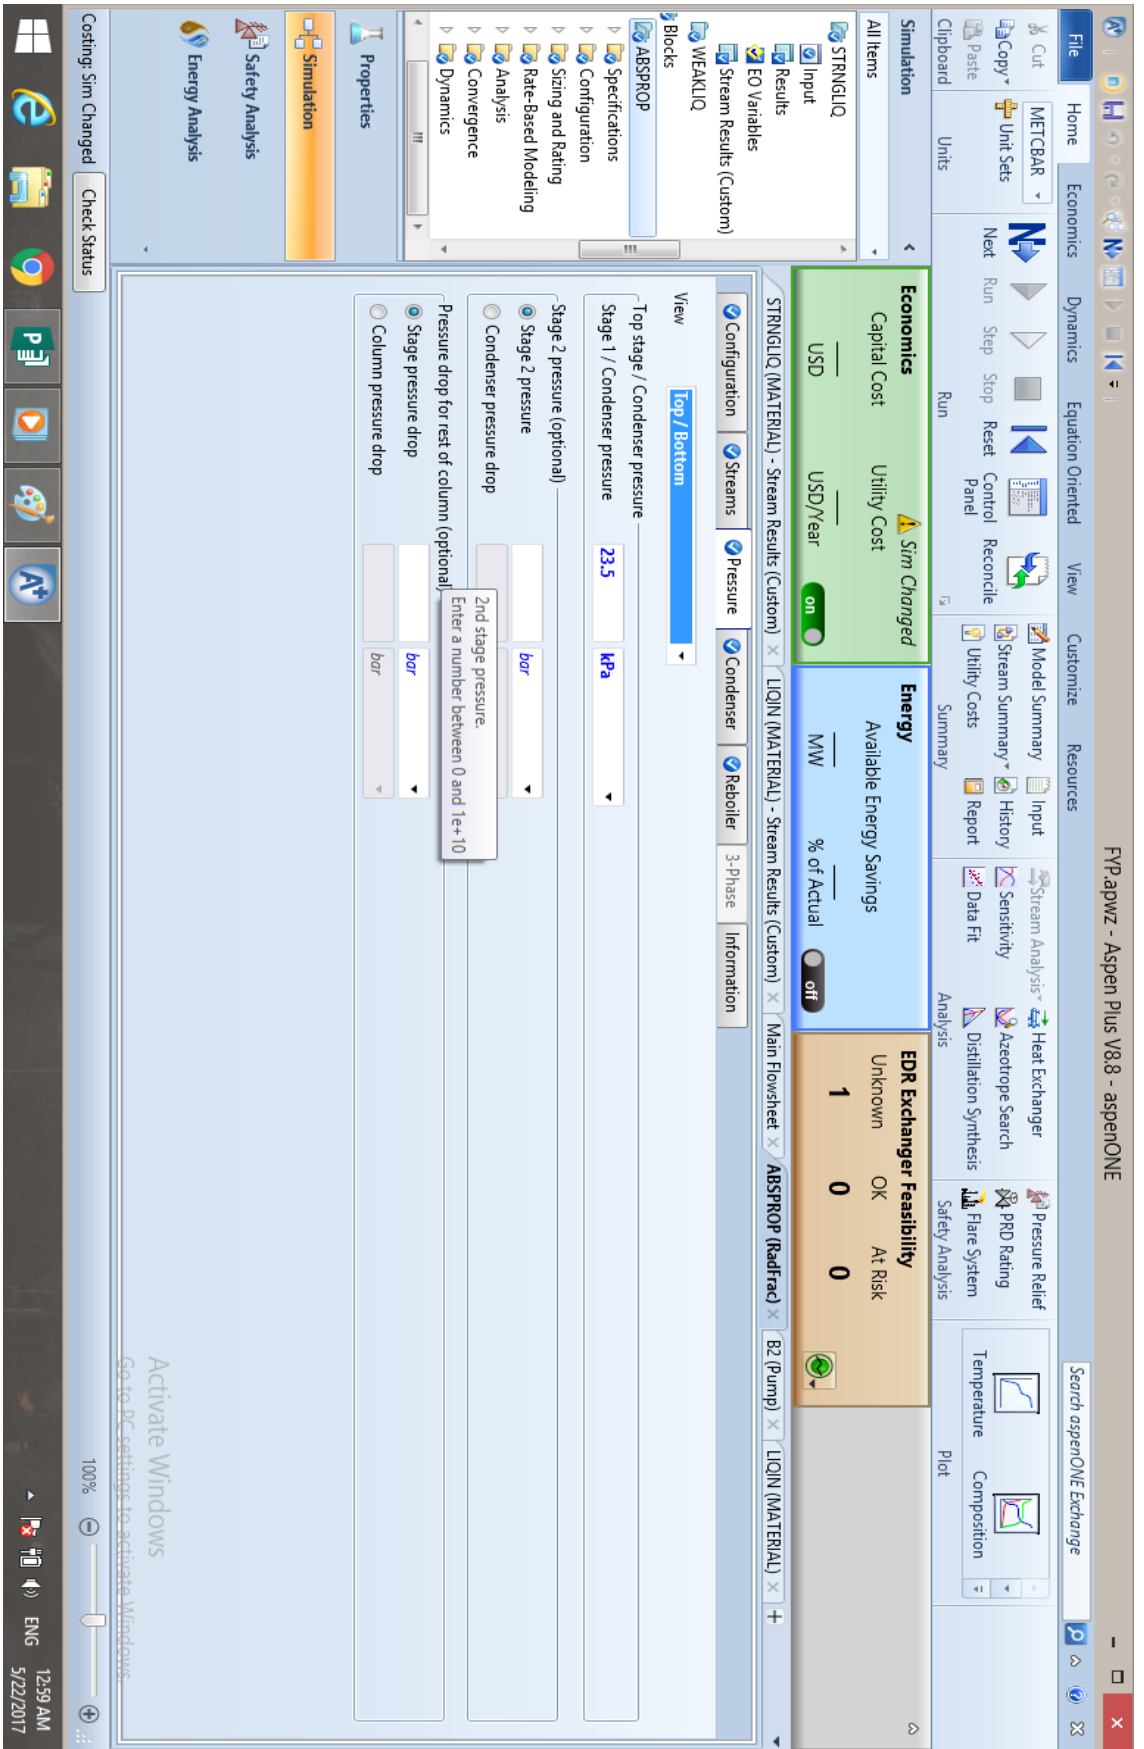 FYP.apwz - Aspen Plus V8.8 - aspenONE
File Home Economics Dynamics Equation Oriented View Customize Resources Search aspenONE Exchange
Cut
Copy
Paste
Clipboard
METCBAR
Unit Sets
Units
Next Run Step Stop Reset Control Panel Reconcile
Run
Model Summary Input
Stream Summary History
Utility Costs Report
Summary
Stream Analysis Heat Exchanger
Sensitivity Azeotrope Search
Data Fit Distillation Synthesis
Analysis
Pressure Relief
PRD Rating
Flare System
Safety Analysis
Temperature Composition
Plot
Simulation
All Items
STRNGLIQ
Input
Results
EO Variables
Stream Results (Custom)
WEAKLIQ
Blocks
ABSPROP
Specifications
Configuration
Sizing and Rating
Rate-Based Modeling
Analysis
Convergence
Dynamics
Properties
Simulation
Safety Analysis
Energy Analysis
Economics Sim Changed
Capital Cost Utility Cost
USD USD/Year on
Energy
Available Energy Savings
MW % of Actual off
EDR Exchanger Feasibility
Unknown OK At Risk
1 0 0
STRNGLIQ (MATERIAL) - Stream Results (Custom) LIQIN (MATERIAL) - Stream Results (Custom) Main Flowsheet ABSPROP (RadFrac) B2 (Pump) LIQIN (MATERIAL)
Configuration Streams Pressure Condenser Reboiler 3-Phase Information
View Top / Bottom
Top stage / Condenser pressure
Stage 1 / Condenser pressure 23.5 kPa
Stage 2 pressure (optional)
Stage 2 pressure bar
Condenser pressure drop
2nd stage pressure.
Enter a number between 0 and 1e+10
Pressure drop for rest of column (optional)
Stage pressure drop bar
Column pressure drop bar
Activate Windows
Go to PC settings to activate Windows.
Costing: Sim Changed Check Status 100%
ENG 12:59 AM
5/22/2017